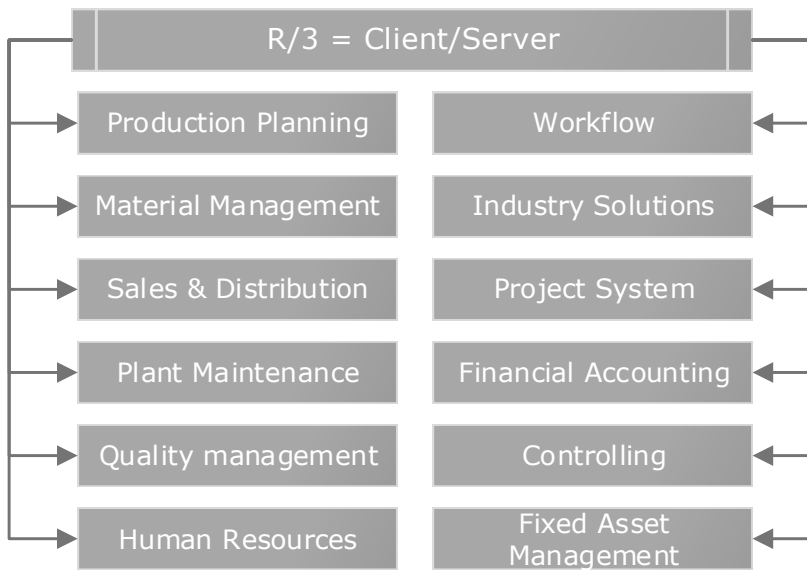 R/3 = Client/Server
Production Planning
Workflow
Material Management
Industry Solutions
Sales & Distribution
Project System
Plant Maintenance
Financial Accounting
Quality management
Controlling
Human Resources
Fixed Asset
Management